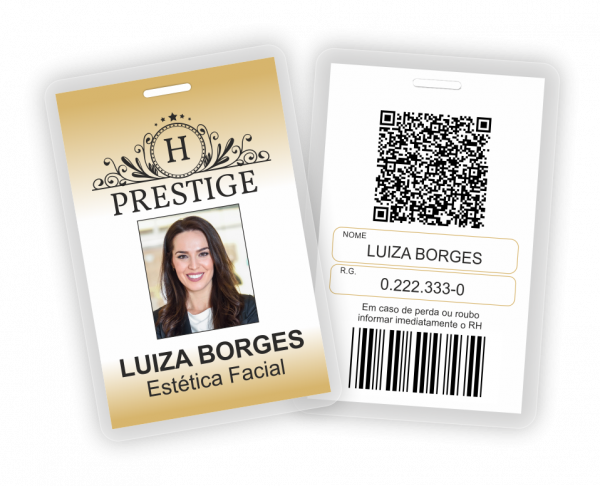 H
PRESTIGE
LUIZA BORGES
Estética Facial
NOME
LUIZA BORGES
R.G.
0.222.333-0
Em caso de perda ou roubo
informar imediatamente o RH